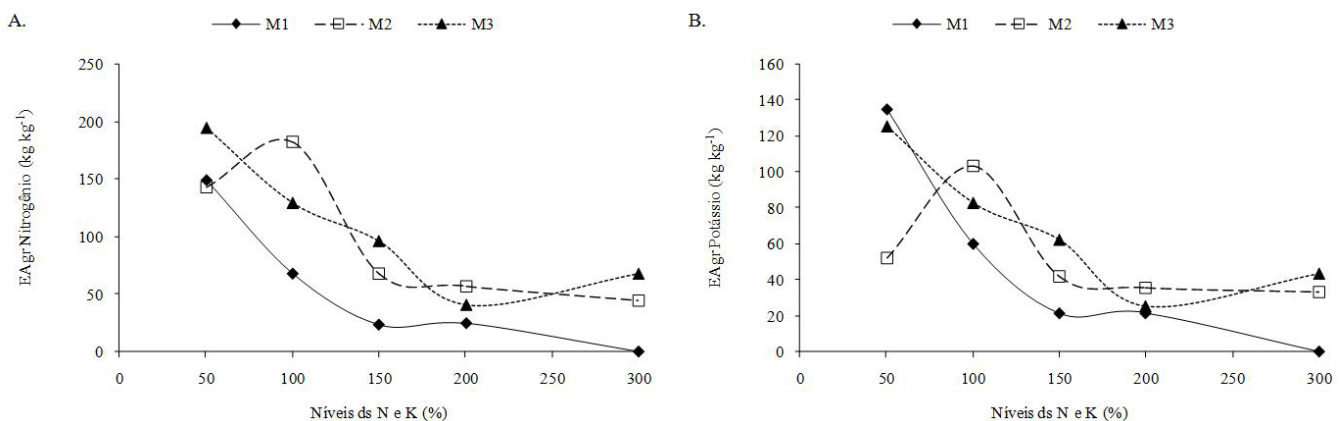 A.
M1 M2 M3
250
200
150
100
50
0
EAgr Nitrogênio (kg kg⁻¹)
0 50 100 150 200 250 300
Níveis ds N e K (%)
B.
M1 M2 M3
160
140
120
100
80
60
40
20
0
EAgr Potássio (kg kg⁻¹)
0 50 100 150 200 250 300
Níveis ds N e K (%)